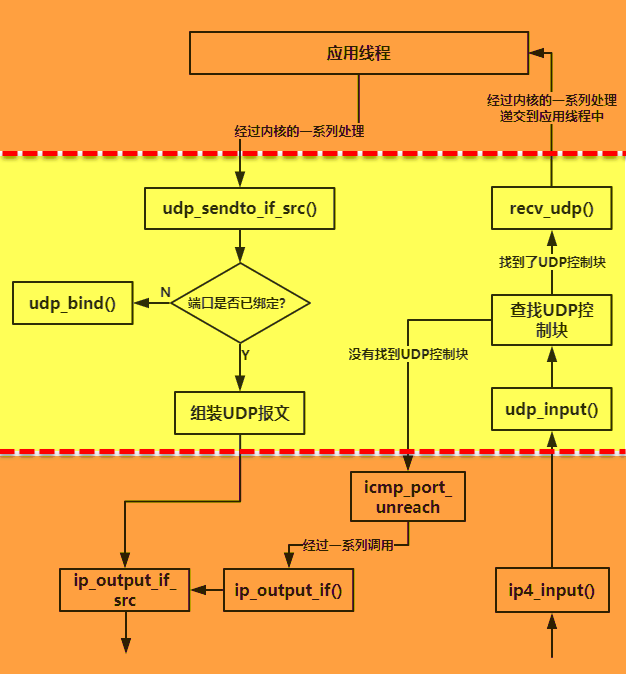 应用线程
经过内核的一系列处理
递交到应用线程中
经过内核的一系列处理
udp_sendto_if_src()
recv_udp()
找到了UDP控制块
N
udp_bind()
端口是否已绑定?
查找UDP控
制块
Y
没有找到UDP控制块
组装UDP报文
udp_input()
icmp_port_
unreach
经过一系列调用
ip_output_if_
src
ip_output_if()
ip4_input()